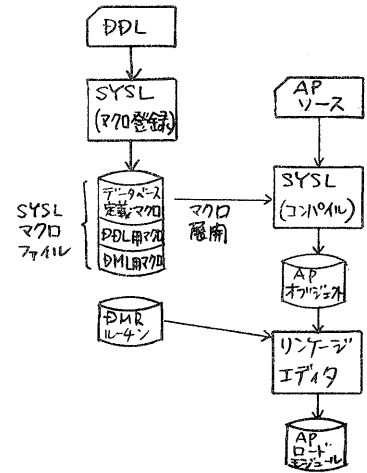 DDL
SYSL
(マクロ登録)
データベース
定義マクロ
DDL用マクロ
DML用マクロ
SYSL
マクロ
ファイル
マクロ
展開
AP
ソース
SYSL
(コンパイル)
AP
オブジェクト
DMR
ルーチン
リンケージ
エディタ
AP
ロード
モジュール